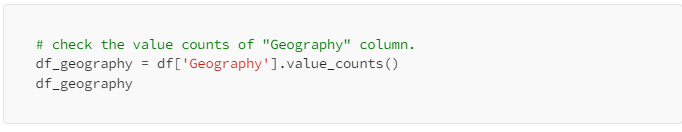 # check the value counts of "Geography" column.
df_geography = df['Geography'].value_counts()
df_geography